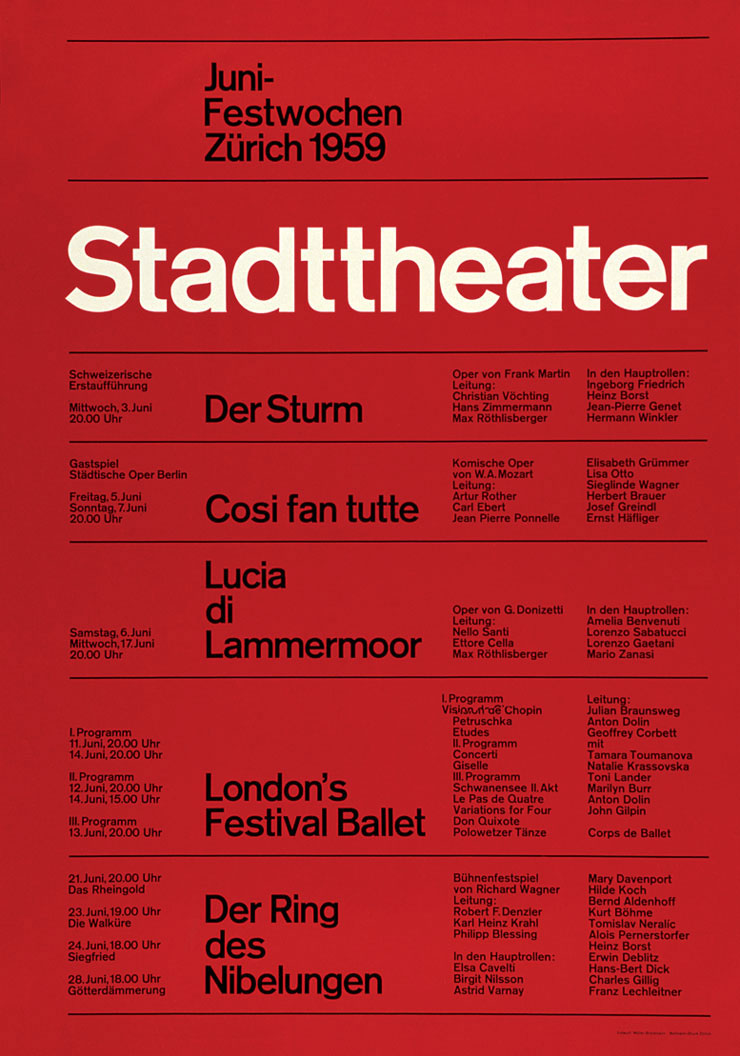 Juni-
Festwochen
Zürich 1959
Stadttheater
Schweizerische
Erstaufführung
Mittwoch, 3. Juni
20.00 Uhr
Der Sturm
Oper von Frank Martin
Leitung:
Christian Vöchting
Hans Zimmermann
Max Röthlisberger
In den Hauptrollen:
Ingeborg Friedrich
Heinz Borst
Jean-Pierre Genet
Hermann Winkler
Gastspiel
Städtische Oper Berlin
Freitag, 5. Juni
Sonntag, 7. Juni
20.00 Uhr
Cosi fan tutte
Komische Oper
von W. A. Mozart
Leitung:
Artur Rother
Carl Ebert
Jean Pierre Ponnelle
Elisabeth Grümmer
Lisa Otto
Sieglinde Wagner
Herbert Brauer
Josef Greindl
Ernst Häfliger
Samstag, 6. Juni
Mittwoch, 17. Juni
20.00 Uhr
Lucia
di
Lammermoor
Oper von G. Donizetti
Leitung:
Nello Santi
Ettore Cella
Max Röthlisberger
In den Hauptrollen:
Amelia Benvenuti
Lorenzo Sabatucci
Lorenzo Gaetani
Mario Zanasi
I. Programm
11. Juni, 20.00 Uhr
14. Juni, 20.00 Uhr
II. Programm
12. Juni, 20.00 Uhr
14. Juni, 15.00 Uhr
III. Programm
13. Juni, 20.00 Uhr
London's
Festival Ballet
I. Programm
Chopin
Petruschka
Etudes
II. Programm
Concerti
Giselle
III. Programm
Schwanensee II. Akt
Le Pas de Quatre
Variations for Four
Don Quixote
Polowetzer Tänze
Leitung:
Julian Braunsweg
Anton Dolin
Geoffrey Corbett
mit
Tamara Toumanova
Natalie Krassovska
Toni Lander
Marilyn Burr
Anton Dolin
John Gilpin
Corps de Ballet
21. Juni, 20.00 Uhr
Das Rheingold
23. Juni, 19.00 Uhr
Die Walküre
24. Juni, 18.00 Uhr
Siegfried
28. Juni, 18.00 Uhr
Götterdämmerung
Der Ring
des
Nibelungen
Bühnenfestspiel
von Richard Wagner
Leitung:
Robert F. Denzler
Karl Heinz Krahl
Philipp Blessing
In den Hauptrollen:
Elsa Cavelti
Birgit Nilsson
Astrid Varnay
Mary Davenport
Hilde Koch
Bernd Aldenhoff
Kurt Böhme
Tomislav Neralic
Alois Pernerstorfer
Heinz Borst
Erwin Deblitz
Hans-Bert Dick
Charles Gillig
Franz Lechleitner